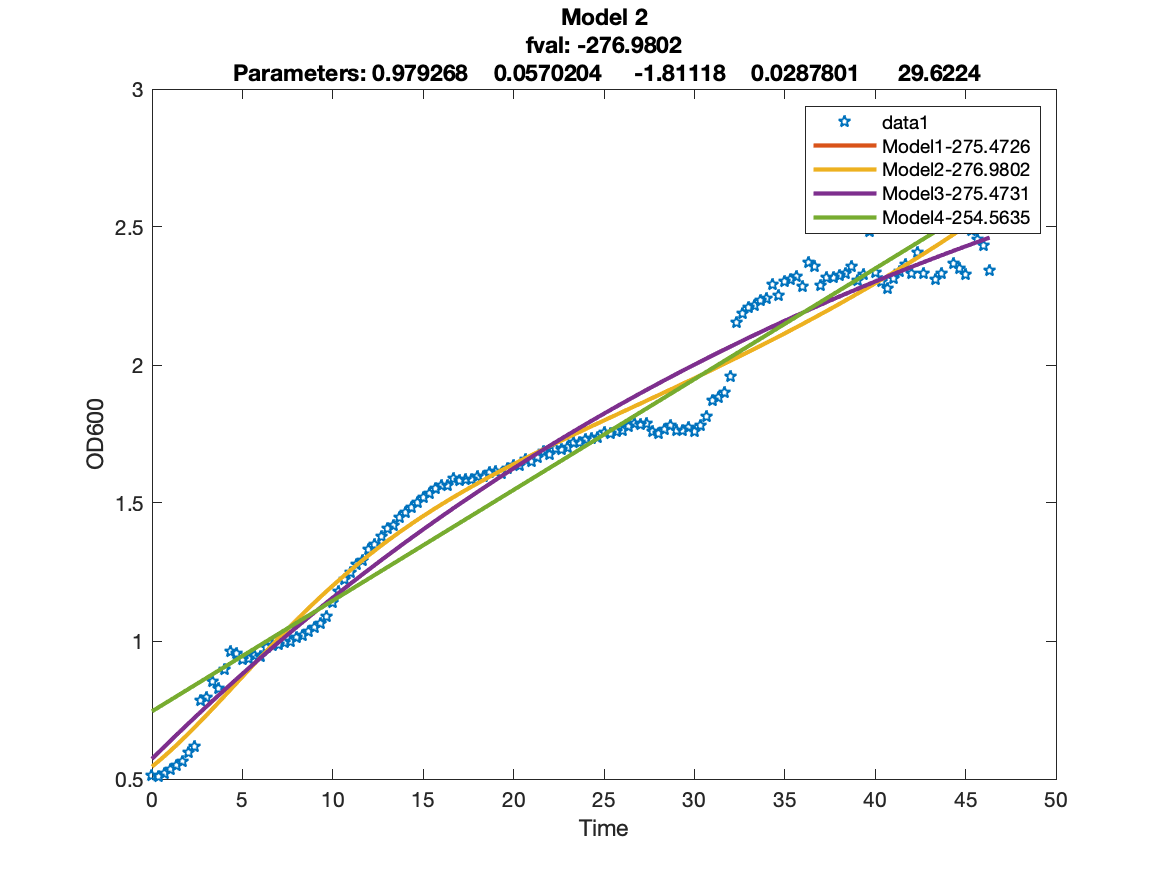 Model 2
fval: -276.9802
Parameters: 0.979268 0.0570204 -1.81118 0.0287801 29.6224
3
2.5
2
1.5
1
0.5
OD600
0 5 10 15 20 25 30 35 40 45 50
Time
data1
Model1-275.4726
Model2-276.9802
Model3-275.4731
Model4-254.5635